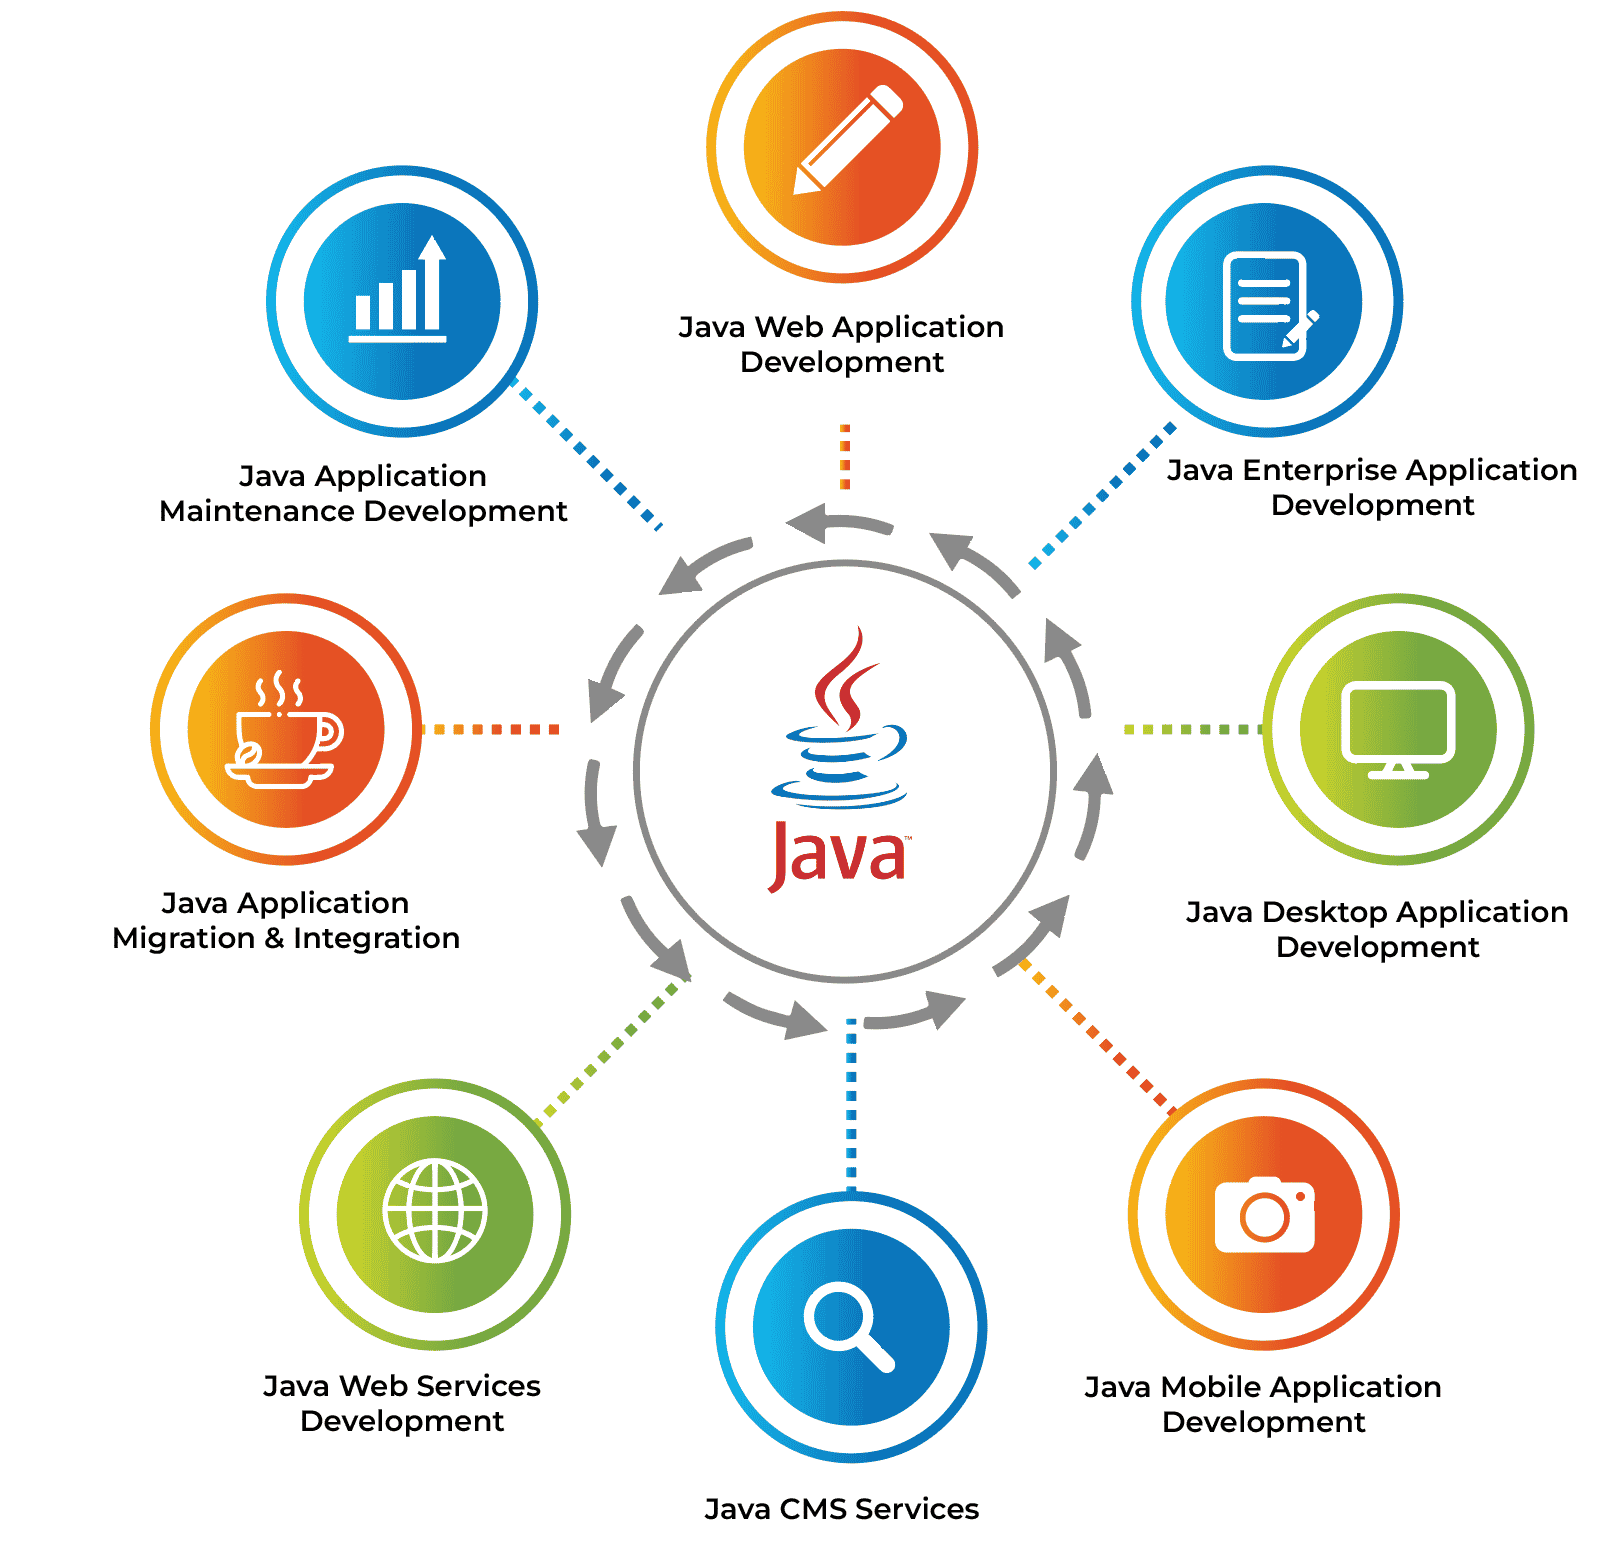 Java Web Application
Development
Java Application
Maintenance Development
Java Enterprise Application
Development
Java™
Java Application
Migration & Integration
Java Desktop Application
Development
Java Web Services
Development
Java Mobile Application
Development
Java CMS Services